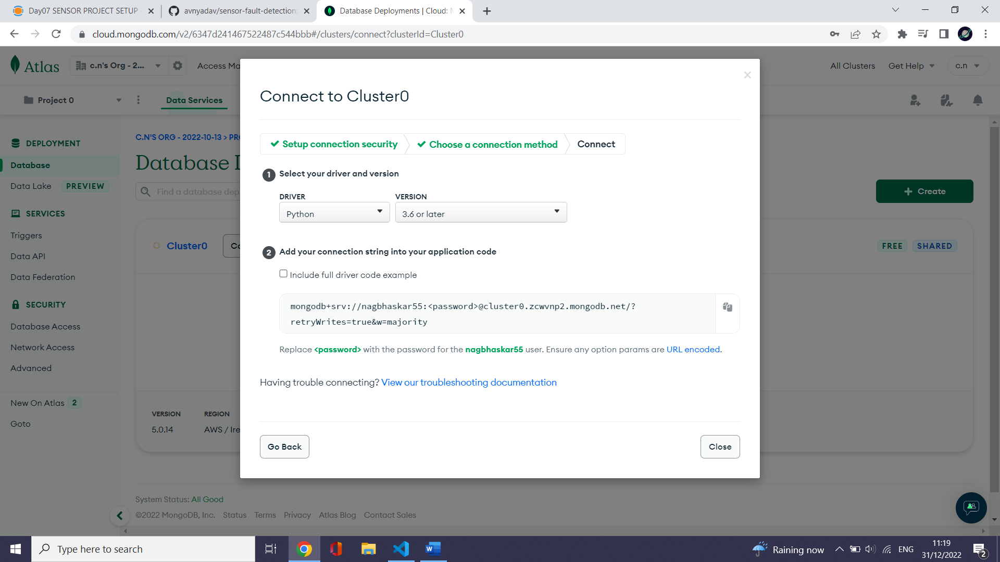 Day07 SENSOR PROJECT SETUP -
avnyadav/sensor-fault-detection:
Database Deployments | Cloud: M
cloud.mongodb.com/v2/6347d241467522487c544bbb#/clusters/connect?clusterId=Cluster0
Atlas
c.n's Org - 2...
Access Ma
All Clusters
Get Help
c.n
Project 0
Data Services
DEPLOYMENT
Database
Data Lake PREVIEW
SERVICES
Triggers
Data API
Data Federation
SECURITY
Database Access
Network Access
Advanced
New On Atlas 2
Goto
C.N'S ORG - 2022-10-13 > PRO
Database D
Find a database dep
+ Create
Cluster0
Co
FREE SHARED
VERSION REGION
5.0.14 AWS / Ire
Connect to Cluster0
Setup connection security
Choose a connection method
Connect
1 Select your driver and version
DRIVER VERSION
Python 3.6 or later
2 Add your connection string into your application code
Include full driver code example
mongodb+srv://nagbhaskar55:<password>@cluster0.zcwvnp2.mongodb.net/?
retryWrites=true&w=majority
Replace <password> with the password for the nagbhaskar55 user. Ensure any option params are URL encoded.
Having trouble connecting? View our troubleshooting documentation
Go Back
Close
System Status: All Good
©2022 MongoDB, Inc. Status Terms Privacy Atlas Blog Contact Sales
Type here to search
Raining now
ENG
11:19
31/12/2022
2